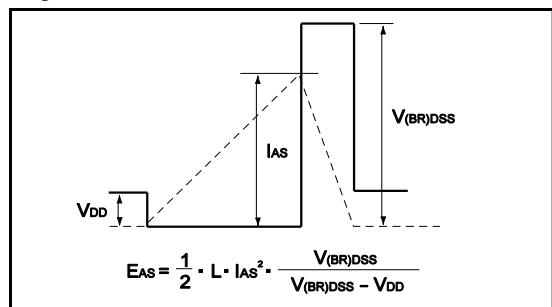 V(BR)DSS
IAS
VDD
EAS = 1/2 · L · IAS² · V(BR)DSS / (V(BR)DSS – VDD)